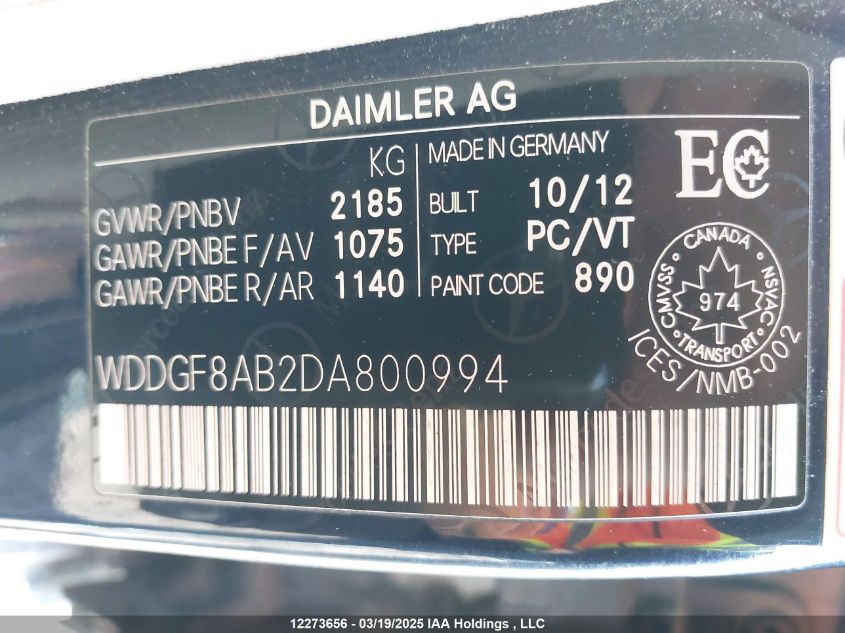 DAIMLER AG
KG
MADE IN GERMANY
EC
GVWR/PNBV 2185
BUILT 10/12
GAWR/PNBE F/AV 1075
TYPE PC/VT
GAWR/PNBE R/AR 1140
PAINT CODE 890
CANADA
CMVSS NSVAC
974
TRANSPORT
ICES/NMB-002
WDDGF8AB2DA800994
12273656 - 03/19/2025 IAA Holdings , LLC